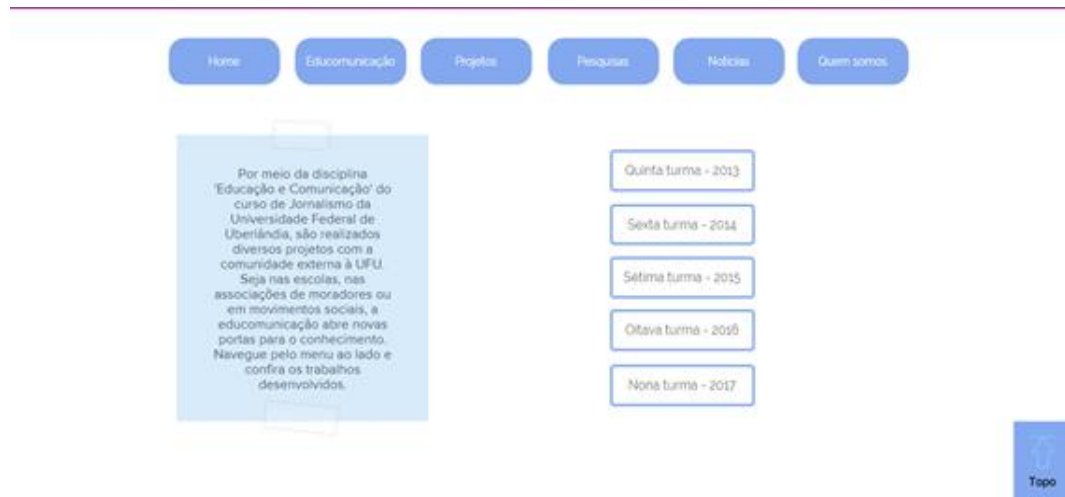 Home
Educomunicação
Projetos
Pesquisas
Notícias
Quem somos
Por meio da disciplina
'Educação e Comunicação' do
curso de Jornalismo da
Universidade Federal de
Uberlândia, são realizados
diversos projetos com a
comunidade externa à UFU.
Seja nas escolas, nas
associações de moradores ou
em movimentos sociais, a
educomunicação abre novas
portas para o conhecimento.
Navegue pelo menu ao lado e
confira os trabalhos
desenvolvidos.
Quinta turma - 2013
Sexta turma - 2014
Sétima turma - 2015
Oitava turma - 2016
Nona turma - 2017
Topo